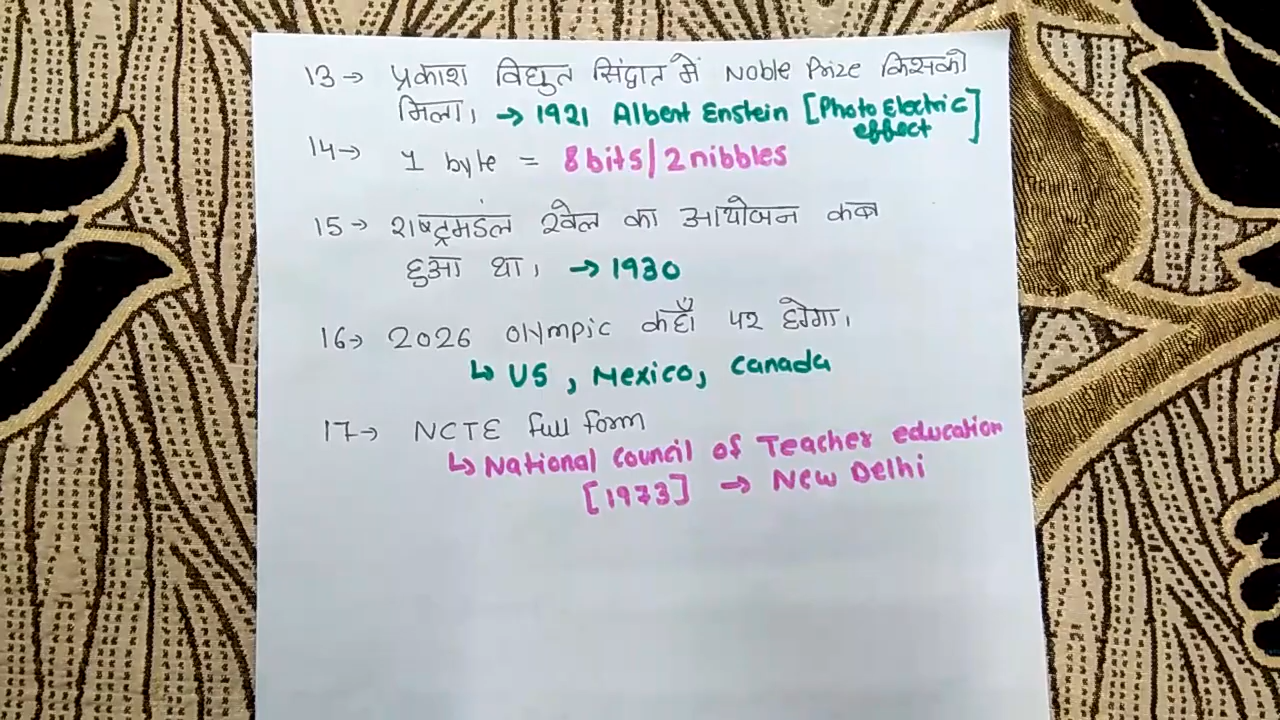 13→ प्रकाश विद्युत सिंद्वात में Noble Prize किसको
मिला। → 1921 Albert Enstein [Photo Electric
effect]
14→ 1 byte = 8 bits/2 nibbles
15→ राष्ट्रमडंल खेल का आयोजन कब
हुआ था। → 1930
16→ 2026 Olympic कहाँ पर होगा।
↳ US, Mexico, Canada
17→ NCTE full form
↳ National Council of Teacher education
[1973] → New Delhi